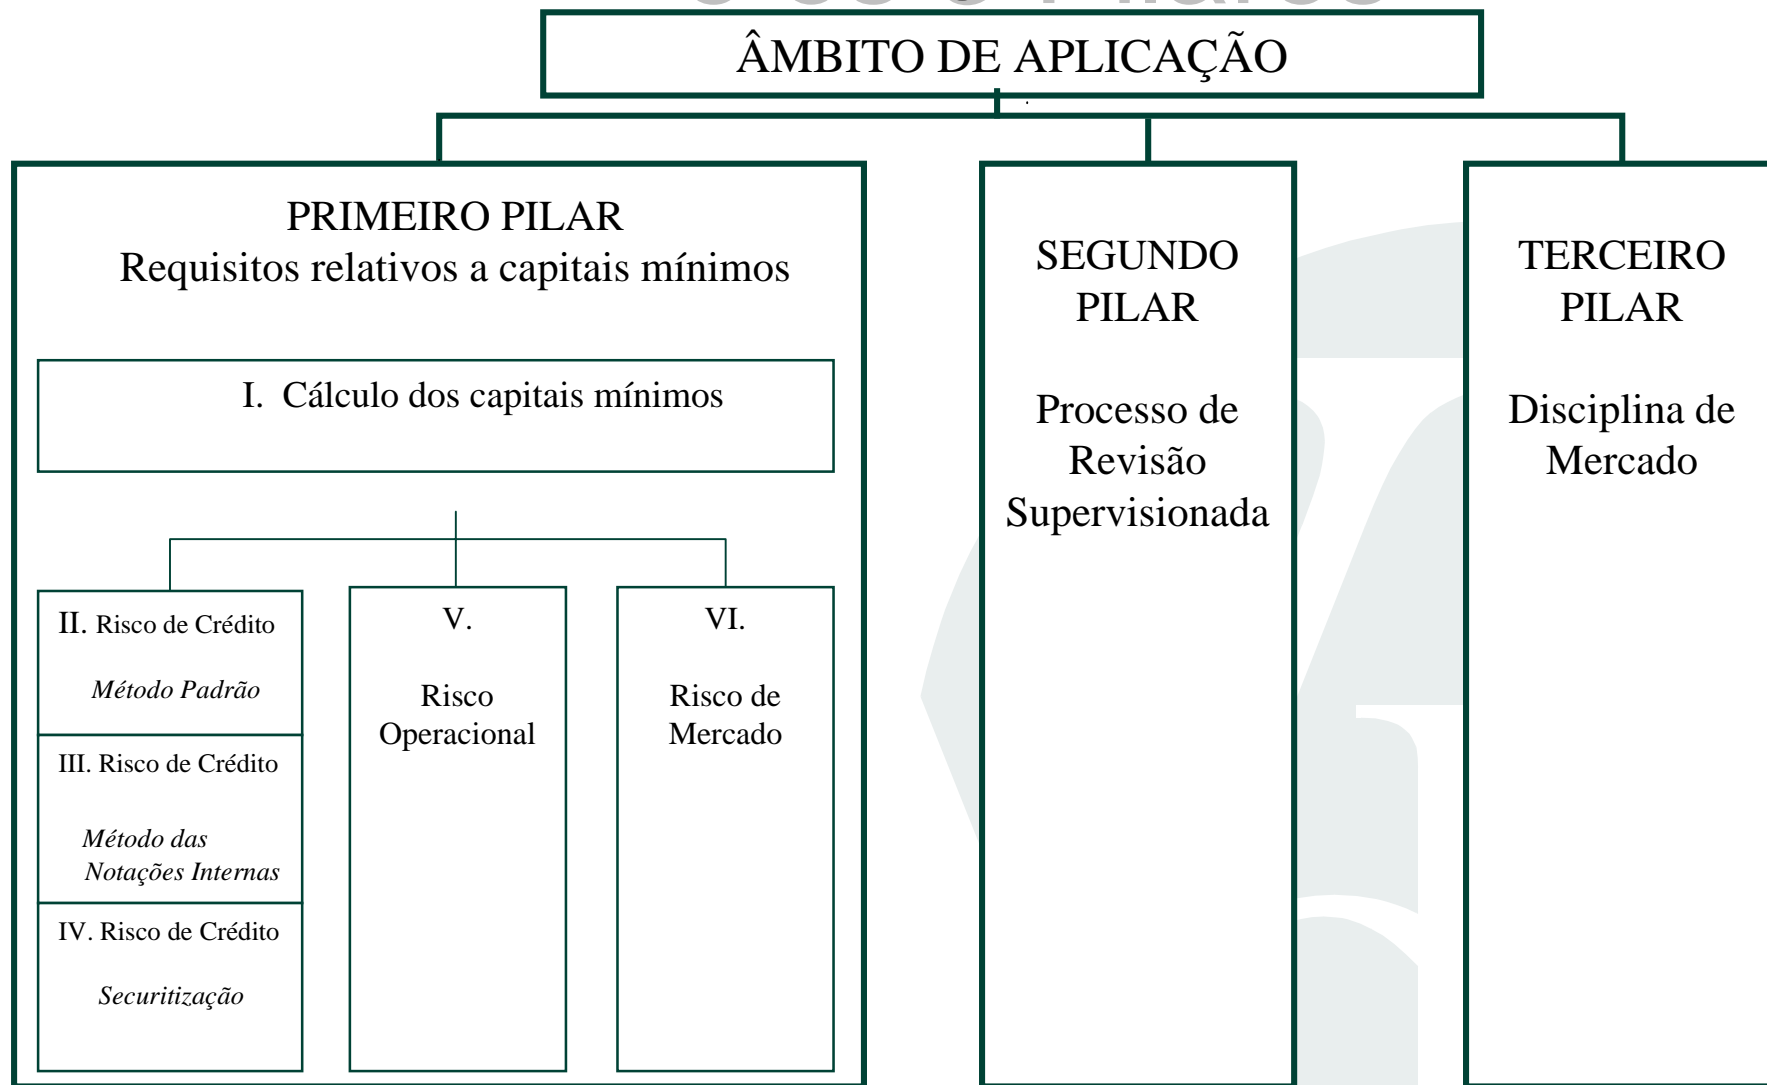 ÂMBITO DE APLICAÇÃO
PRIMEIRO PILAR
Requisitos relativos a capitais mínimos
I. Cálculo dos capitais mínimos
II. Risco de Crédito
Método Padrão
III. Risco de Crédito
Método das
Notações Internas
IV. Risco de Crédito
Securitização
V.
Risco
Operacional
VI.
Risco de
Mercado
SEGUNDO
PILAR
Processo de
Revisão
Supervisionada
TERCEIRO
PILAR
Disciplina de
Mercado